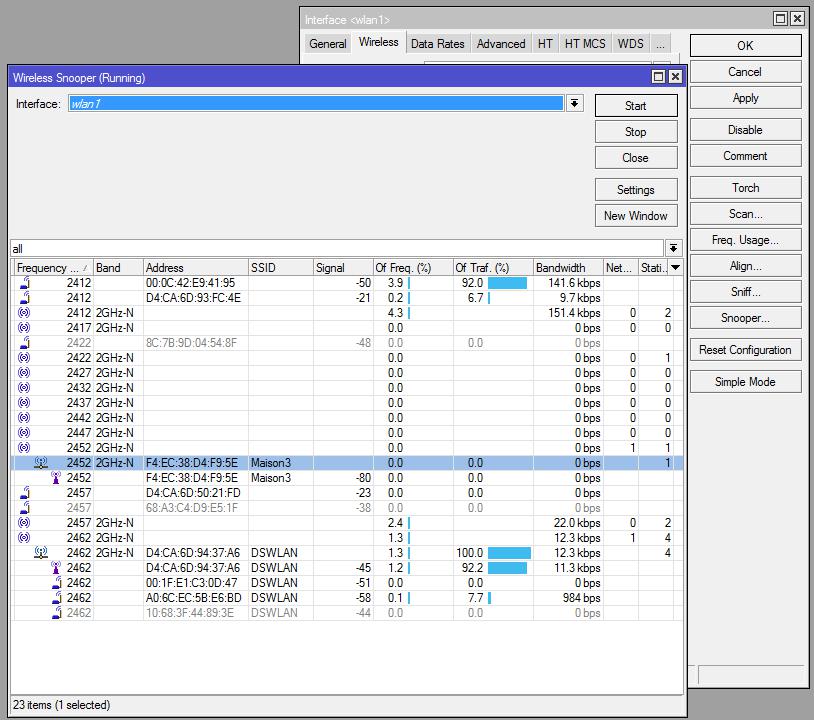 Interface <wlan1>
General Wireless Data Rates Advanced HT HT MCS WDS ...
OK
Cancel
Apply
Disable
Comment
Torch
Scan...
Freq. Usage...
Align...
Sniff...
Snooper...
Reset Configuration
Simple Mode
Wireless Snooper (Running)
Interface: wlan1
Start
Stop
Close
Settings
New Window
all
Frequency ... / Band Address SSID Signal Of Freq. (%) Of Traf. (%) Bandwidth Net... Stati...
2412 00:0C:42:E9:41:95 -50 3.9 92.0 141.6 kbps
2412 D4:CA:6D:93:FC:4E -21 0.2 6.7 9.7 kbps
2412 2GHz-N 4.3 151.4 kbps 0 2
2417 2GHz-N 0.0 0 bps 0 0
2422 8C:7B:9D:04:54:8F -48 0.0 0.0 0 bps
2422 2GHz-N 0.0 0 bps 0 1
2427 2GHz-N 0.0 0 bps 0 0
2432 2GHz-N 0.0 0 bps 0 0
2437 2GHz-N 0.0 0 bps 0 0
2442 2GHz-N 0.0 0 bps 0 0
2447 2GHz-N 0.0 0 bps 0 0
2452 2GHz-N 0.0 0 bps 1 1
2452 2GHz-N F4:EC:38:D4:F9:5E Maison3 0.0 0.0 0 bps 1
2452 F4:EC:38:D4:F9:5E Maison3 -80 0.0 0.0 0 bps
2457 D4:CA:6D:50:21:FD -23 0.0 0.0 0 bps
2457 68:A3:C4:D9:E5:1F -38 0.0 0.0 0 bps
2457 2GHz-N 2.4 22.0 kbps 0 2
2462 2GHz-N 1.3 12.3 kbps 1 4
2462 2GHz-N D4:CA:6D:94:37:A6 DSWLAN 1.3 100.0 12.3 kbps 4
2462 D4:CA:6D:94:37:A6 DSWLAN -45 1.2 92.2 11.3 kbps
2462 00:1F:E1:C3:0D:47 DSWLAN -51 0.0 0.0 0 bps
2462 A0:6C:EC:5B:E6:BD DSWLAN -58 0.1 7.7 984 bps
2462 10:68:3F:44:89:3E DSWLAN -44 0.0 0.0 0 bps
23 items (1 selected)